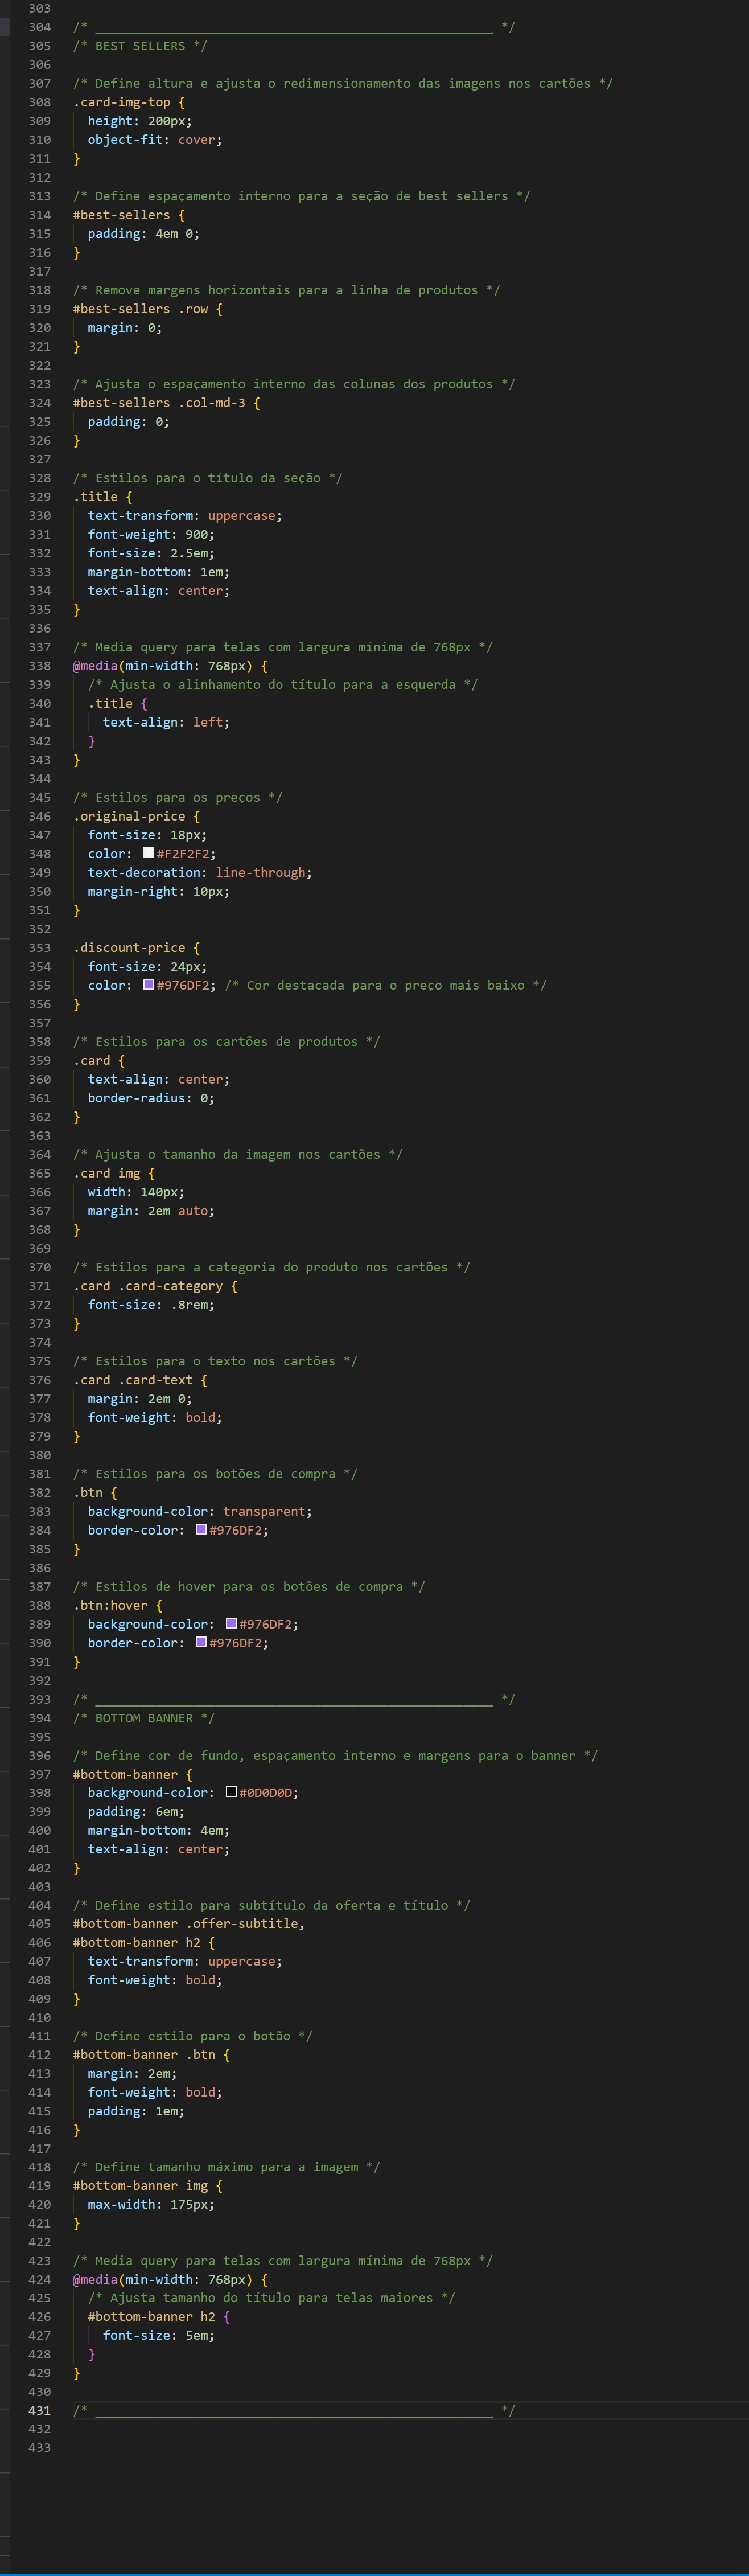 303
304 /* _____________________________________________________ */
305 /* BEST SELLERS */
306
307 /* Define altura e ajusta o redimensionamento das imagens nos cartões */
308 .card-img-top {
309   height: 200px;
310   object-fit: cover;
311 }
312
313 /* Define espaçamento interno para a seção de best sellers */
314 #best-sellers {
315   padding: 4em 0;
316 }
317
318 /* Remove margens horizontais para a linha de produtos */
319 #best-sellers .row {
320   margin: 0;
321 }
322
323 /* Ajusta o espaçamento interno das colunas dos produtos */
324 #best-sellers .col-md-3 {
325   padding: 0;
326 }
327
328 /* Estilos para o título da seção */
329 .title {
330   text-transform: uppercase;
331   font-weight: 900;
332   font-size: 2.5em;
333   margin-bottom: 1em;
334   text-align: center;
335 }
336
337 /* Media query para telas com largura mínima de 768px */
338 @media(min-width: 768px) {
339   /* Ajusta o alinhamento do título para a esquerda */
340   .title {
341     text-align: left;
342   }
343 }
344
345 /* Estilos para os preços */
346 .original-price {
347   font-size: 18px;
348   color: #F2F2F2;
349   text-decoration: line-through;
350   margin-right: 10px;
351 }
352
353 .discount-price {
354   font-size: 24px;
355   color: #976DF2; /* Cor destacada para o preço mais baixo */
356 }
357
358 /* Estilos para os cartões de produtos */
359 .card {
360   text-align: center;
361   border-radius: 0;
362 }
363
364 /* Ajusta o tamanho da imagem nos cartões */
365 .card img {
366   width: 140px;
367   margin: 2em auto;
368 }
369
370 /* Estilos para a categoria do produto nos cartões */
371 .card .card-category {
372   font-size: .8rem;
373 }
374
375 /* Estilos para o texto nos cartões */
376 .card .card-text {
377   margin: 2em 0;
378   font-weight: bold;
379 }
380
381 /* Estilos para os botões de compra */
382 .btn {
383   background-color: transparent;
384   border-color: #976DF2;
385 }
386
387 /* Estilos de hover para os botões de compra */
388 .btn:hover {
389   background-color: #976DF2;
390   border-color: #976DF2;
391 }
392
393 /* _____________________________________________________ */
394 /* BOTTOM BANNER */
395
396 /* Define cor de fundo, espaçamento interno e margens para o banner */
397 #bottom-banner {
398   background-color: #0D0D0D;
399   padding: 6em;
400   margin-bottom: 4em;
401   text-align: center;
402 }
403
404 /* Define estilo para subtítulo da oferta e título */
405 #bottom-banner .offer-subtitle,
406 #bottom-banner h2 {
407   text-transform: uppercase;
408   font-weight: bold;
409 }
410
411 /* Define estilo para o botão */
412 #bottom-banner .btn {
413   margin: 2em;
414   font-weight: bold;
415   padding: 1em;
416 }
417
418 /* Define tamanho máximo para a imagem */
419 #bottom-banner img {
420   max-width: 175px;
421 }
422
423 /* Media query para telas com largura mínima de 768px */
424 @media(min-width: 768px) {
425   /* Ajusta tamanho do título para telas maiores */
426   #bottom-banner h2 {
427     font-size: 5em;
428   }
429 }
430
431 /* _____________________________________________________ */
432
433